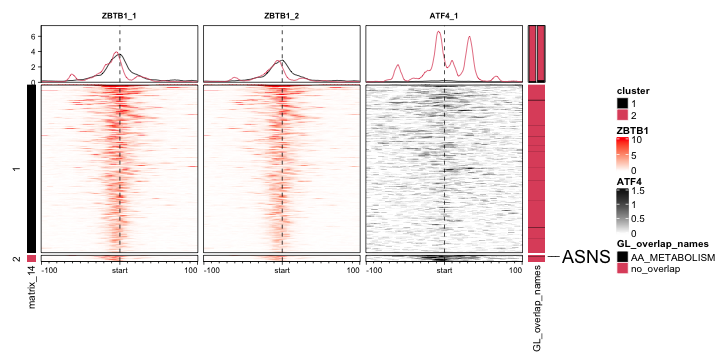 ZBTB1_1
ZBTB1_2
ATF4_1
6
4
2
0
1
2
-100
start
100
-100
start
100
-100
start
100
matrix_14
GL_overlap_names
ASNS
cluster
1
2
ZBTB1
10
5
0
ATF4
1.5
1
0.5
0
GL_overlap_names
AA_METABOLISM
no_overlap